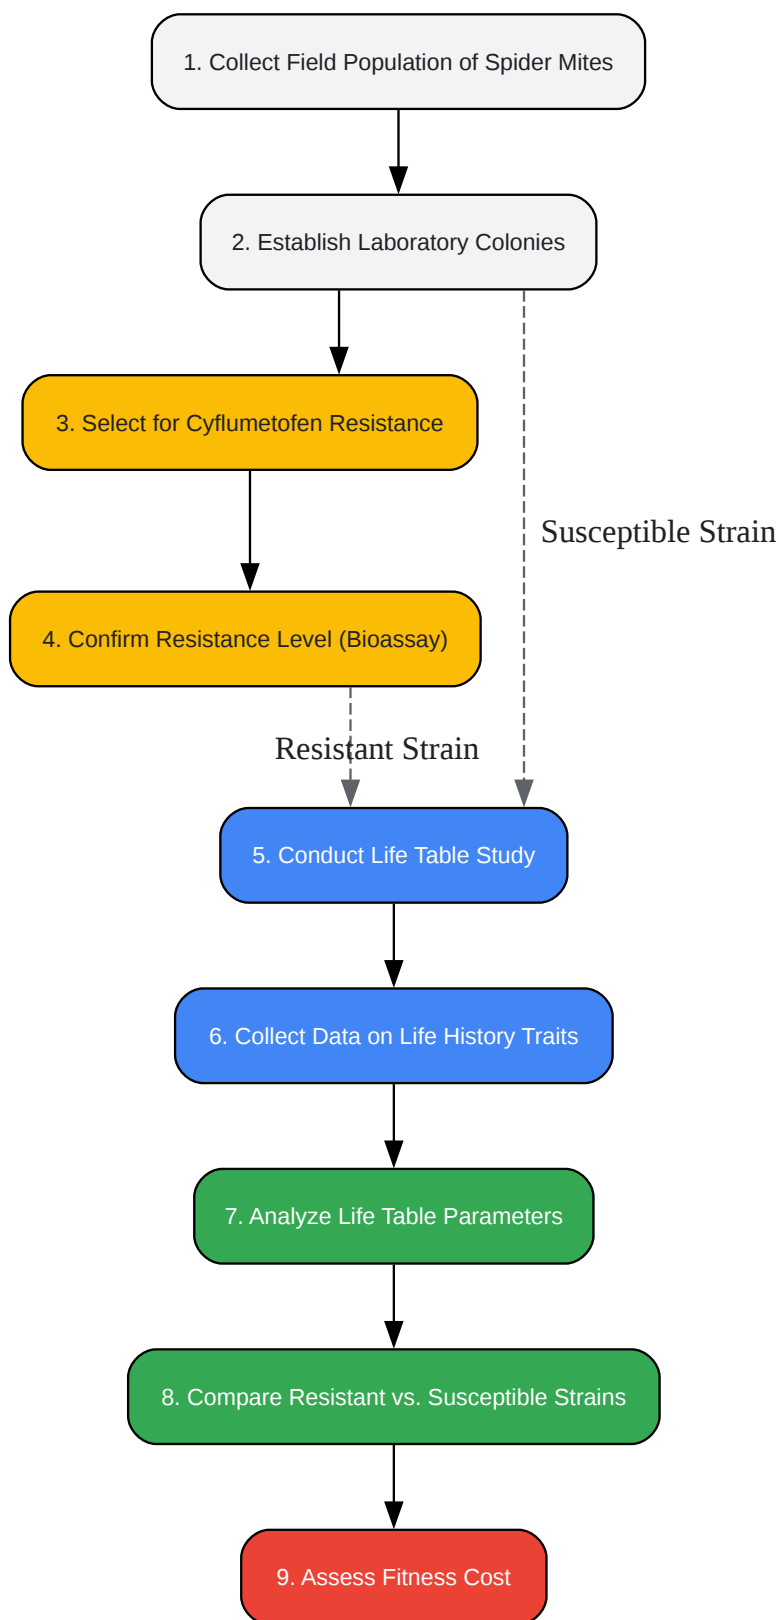 1. Collect Field Population of Spider Mites
2. Establish Laboratory Colonies
3. Select for Cyflumetofen Resistance
Susceptible Strain
4. Confirm Resistance Level (Bioassay)
Resistant Strain
5. Conduct Life Table Study
6. Collect Data on Life History Traits
7. Analyze Life Table Parameters
8. Compare Resistant vs. Susceptible Strains
9. Assess Fitness Cost